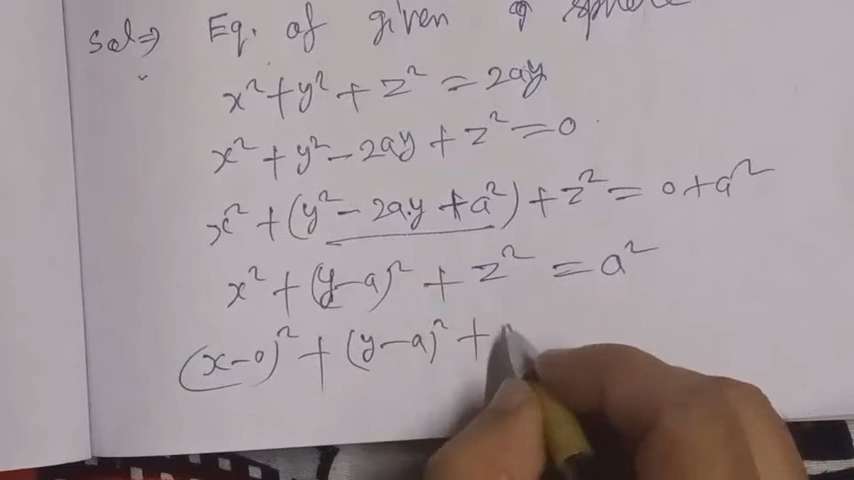 Sol⇒ Eq. of given sphere
x² + y² + z² = 2ay
x² + y² - 2ay + z² = 0
x² + (y² - 2ay + a²) + z² = 0 + a²
x² + (y-a)² + z² = a²
(x-0)² + (y-a)² +